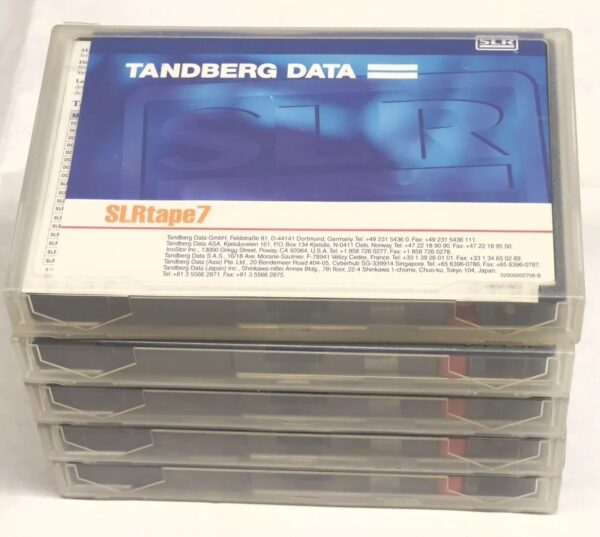 SLR
TANDBERG DATA
SLR
SLRtape7
Tandberg Data GmbH, Feldstraße 81, D-44141 Dortmund, Germany Tel: +49 231 5436 0. Fax: +49 231 5436 111.
Tandberg Data ASA, Kjelsåsveien 161, P.O. Box 134 Kjelsås, N-0411 Oslo, Norway. Tel: +47 22 18 90 90. Fax: +47 22 18 95 50.
InoStor Inc., 13000 Gregg Street, Poway, CA 92064, U.S.A. Tel: +1 858 726 0277. Fax: +1 858 726 0278.
Tandberg Data S.A.S., 16/18 Ave. Morane-Saulnier, F-78941 Vélizy Cedex, France. Tel: +33 1 39 26 01 01. Fax: +33 1 34 65 02 89.
Tandberg Data (Asia) Pte. Ltd., 20 Bendemeer Road #04-05, Cyberhub SG-339914 Singapore. Tel: +65 6396-0786. Fax: +65 6396-0787.
Tandberg Data (Japan) Inc., Shinkawa-nittei Annex Bldg., 7th floor, 22-4 Shinkawa 1-chome, Chuo-ku, Tokyo 104, Japan.
Tel: +81 3 5566 2871. Fax: +81 3 5566 2875.
52000202706-B